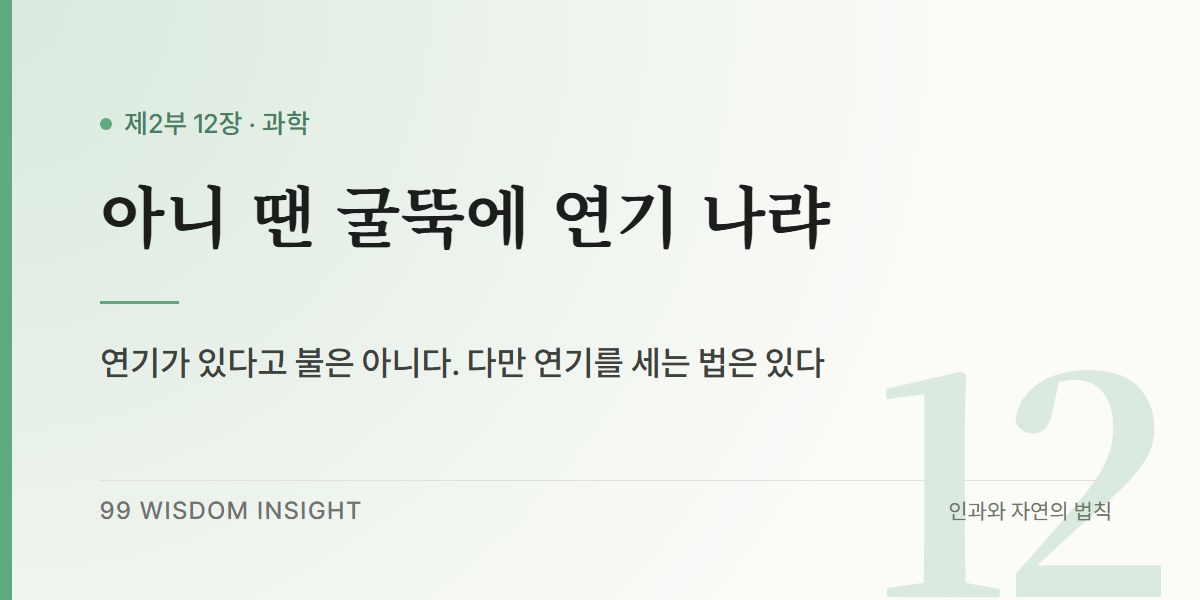 제2부 12장 · 과학
아니 땐 굴뚝에 연기 나랴
연기가 있다고 불은 아니다. 다만 연기를 세는 법은 있다
99 WISDOM INSIGHT
인과와 자연의 법칙
12